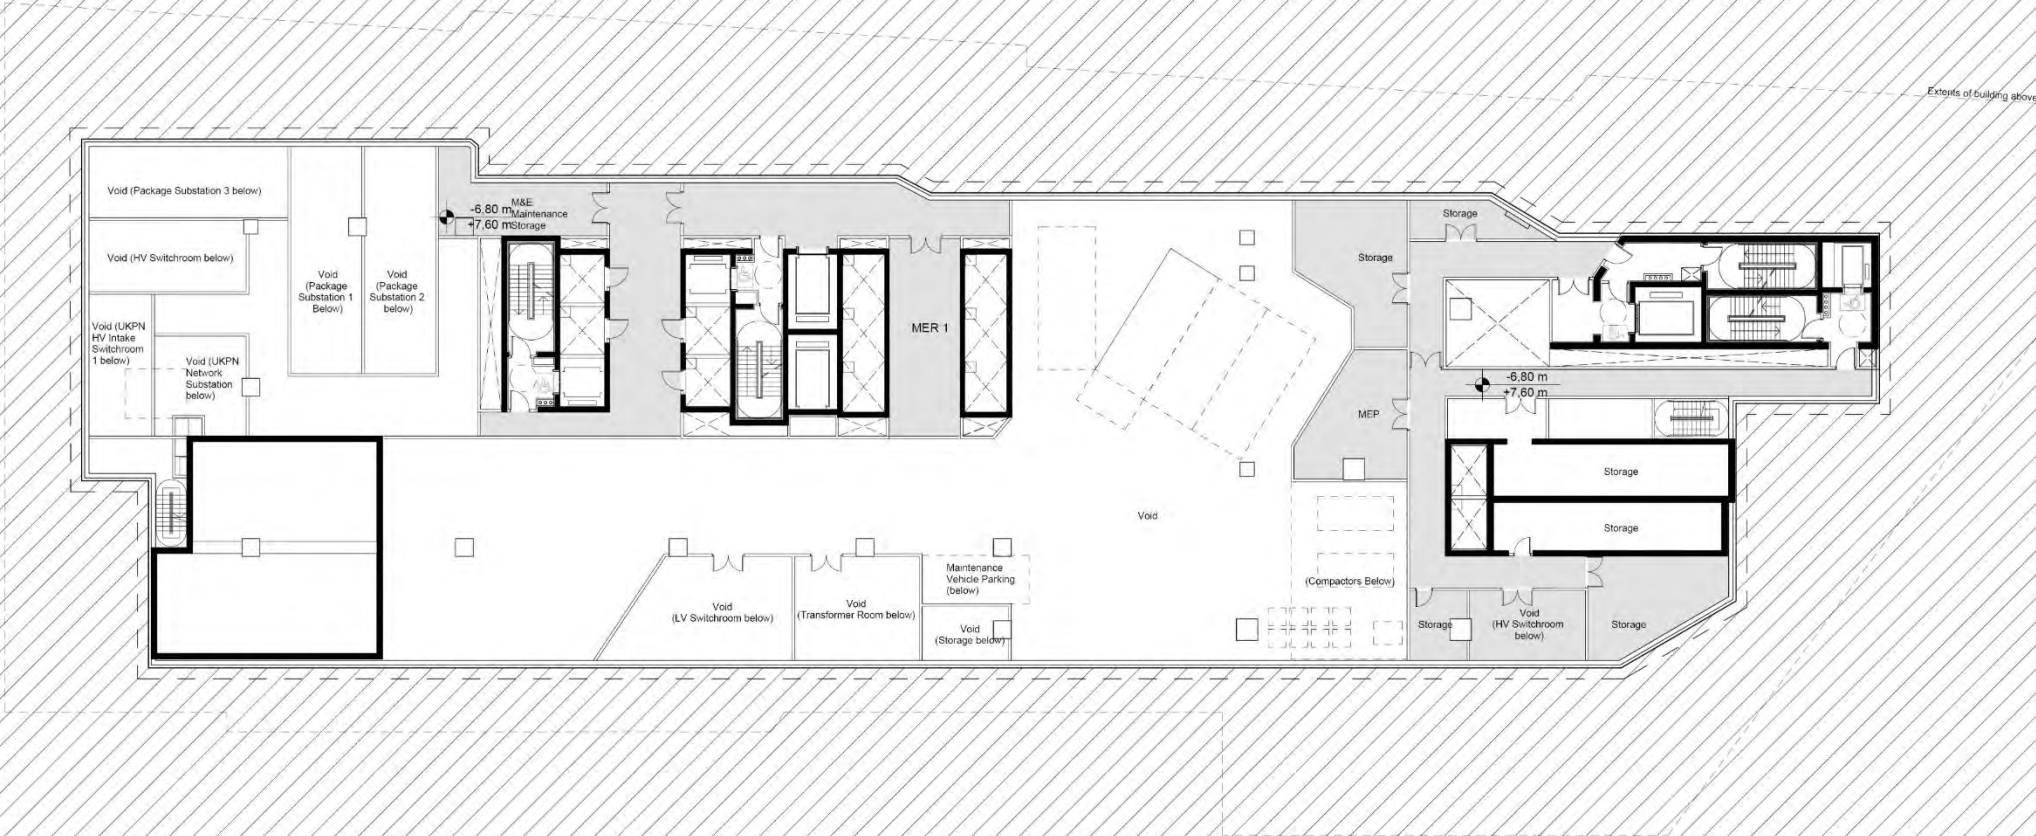 Extents of building above
Void (Package Substation 3 below)
M&E
Maintenance
Storage
-6,80 m
+7,60 m
Storage
Void (HV Switchroom below)
Storage
Void
(Package
Substation 1
Below)
Void
(Package
Substation 2
below)
Void (UKPN
HV Intake
Switchroom
1 below)
MER 1
Void (UKPN
Network
Substation
below)
-6,80 m
+7,60 m
MEP
Storage
Void
Storage
Maintenance
Vehicle Parking
(below)
(Compactors Below)
Void
(LV Switchroom below)
Void
(Transformer Room below)
Void
(Storage below)
Storage
Void
(HV Switchroom
below)
Storage